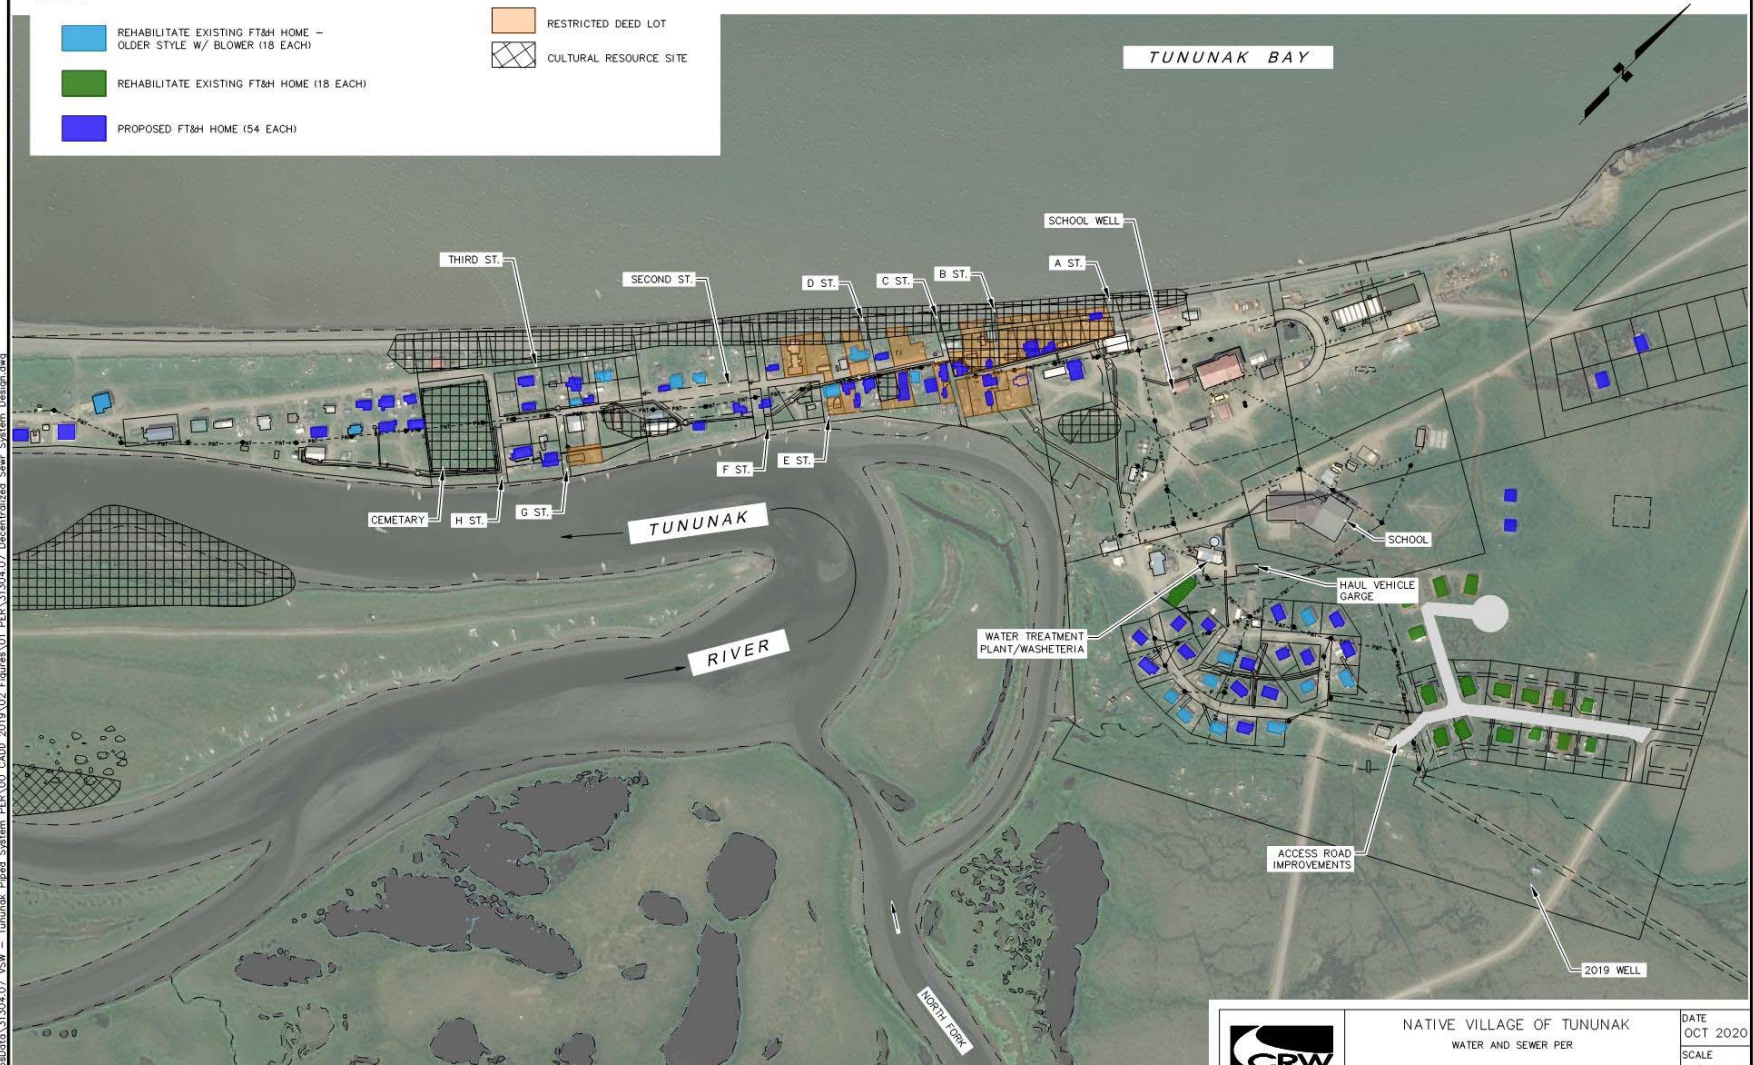 REHABILITATE EXISTING FT&H HOME –
OLDER STYLE W/ BLOWER (18 EACH)
REHABILITATE EXISTING FT&H HOME (18 EACH)
PROPOSED FT&H HOME (54 EACH)
RESTRICTED DEED LOT
CULTURAL RESOURCE SITE
TUNUNAK BAY
N
SCHOOL WELL
THIRD ST.
SECOND ST.
D ST.
C ST.
B ST.
A ST.
F ST.
E ST.
CEMETARY
H ST.
G ST.
TUNUNAK
RIVER
SCHOOL
HAUL VEHICLE
GARGE
WATER TREATMENT
PLANT/WASHETERIA
ACCESS ROAD
IMPROVEMENTS
2019 WELL
NORTH FORK
CRW
NATIVE VILLAGE OF TUNUNAK
WATER AND SEWER PER
DATE
OCT 2020
SCALE